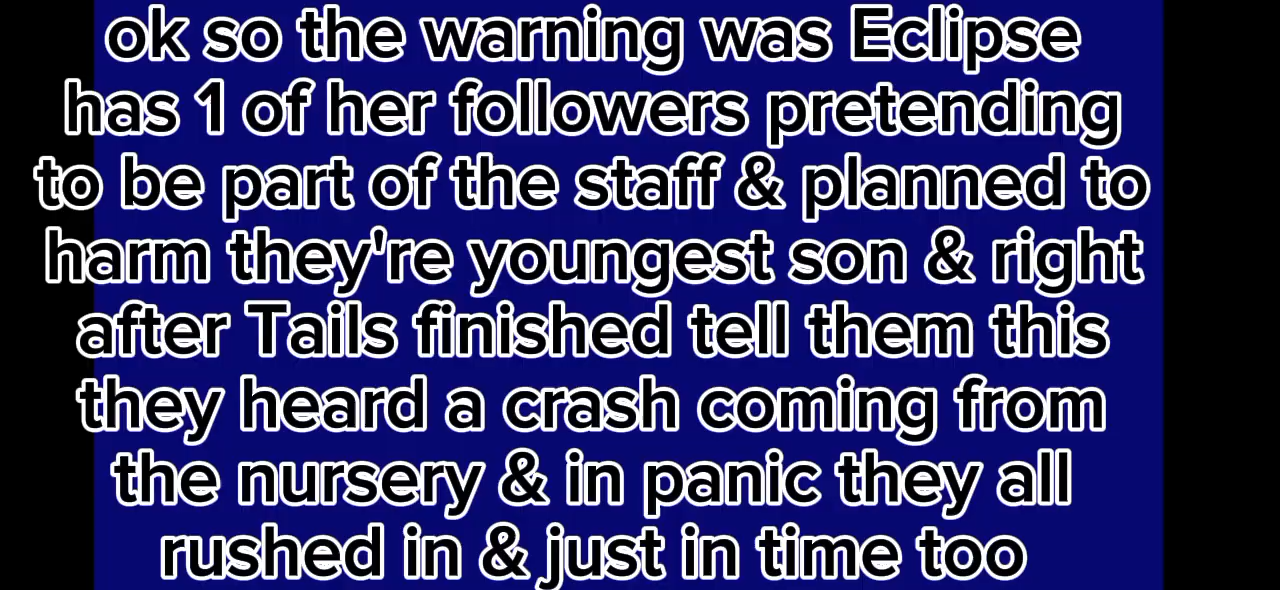 ok so the warning was Eclipse
has 1 of her followers pretending
to be part of the staff & planned to
harm they're youngest son & right
after Tails finished tell them this
they heard a crash coming from
the nursery & in panic they all
rushed in & just in time too